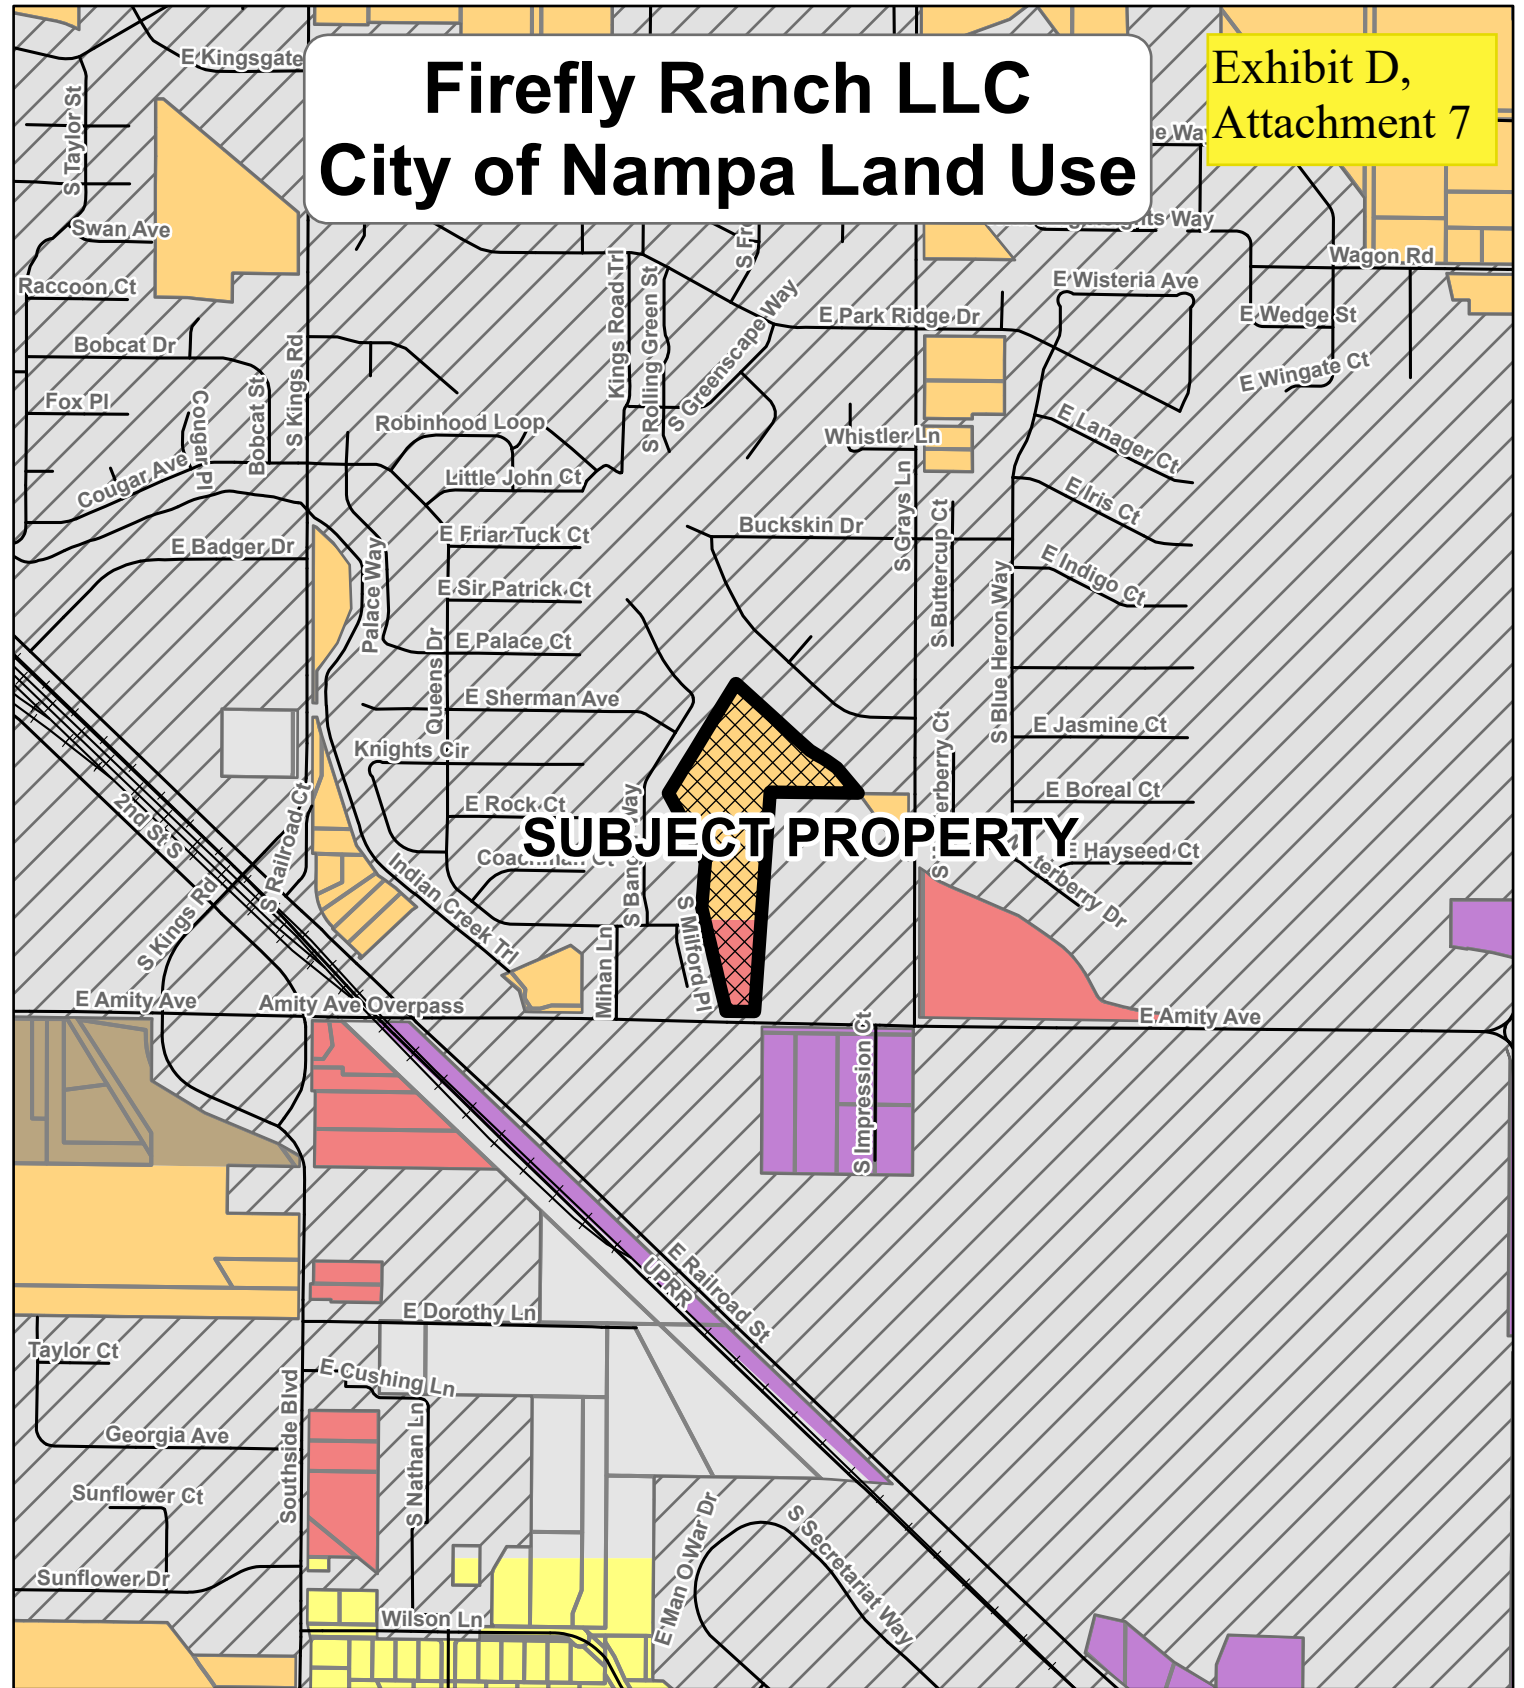 Firefly Ranch LLC
City of Nampa Land Use
Exhibit D,
Attachment 7
E Kingsgate
S Taylor St
Swan Ave
Raccoon Ct
Bobcat Dr
Fox Pl
Cougar Pl
Cougar Ave
Bobcat St
S Kings Rd
E Badger Dr
Kings Road Trl
S Rolling Green St
S Greenscape Way
E Park Ridge Dr
E Wisteria Ave
Wagon Rd
E Wedge St
E Wingate Ct
Robinhood Loop
Little John Ct
Whistler Ln
E Lanager Ct
E Iris Ct
E Indigo Ct
Buckskin Dr
S Grays Ln
S Buttercup Ct
S Blue Heron Way
E Friar Tuck Ct
E Sir Patrick Ct
E Palace Ct
Palace Way
Queens Dr
E Sherman Ave
Knights Cir
E Rock Ct
E Jasmine Ct
E Boreal Ct
E Hayseed Ct
SUBJECT PROPERTY
2nd St S
S Railroad Ct
S Kings Rd
Indian Creek Trl
Mihan Ln
S Milford Pl
E Amity Ave
Amity Ave Overpass
E Amity Ave
S Impression Ct
E Railroad St
UPRR
E Dorothy Ln
Taylor Ct
E Cushing Ln
Georgia Ave
Southside Blvd
S Nathan Ln
Sunflower Ct
Sunflower Dr
Wilson Ln
E Man O War Dr
S Secretariat Way